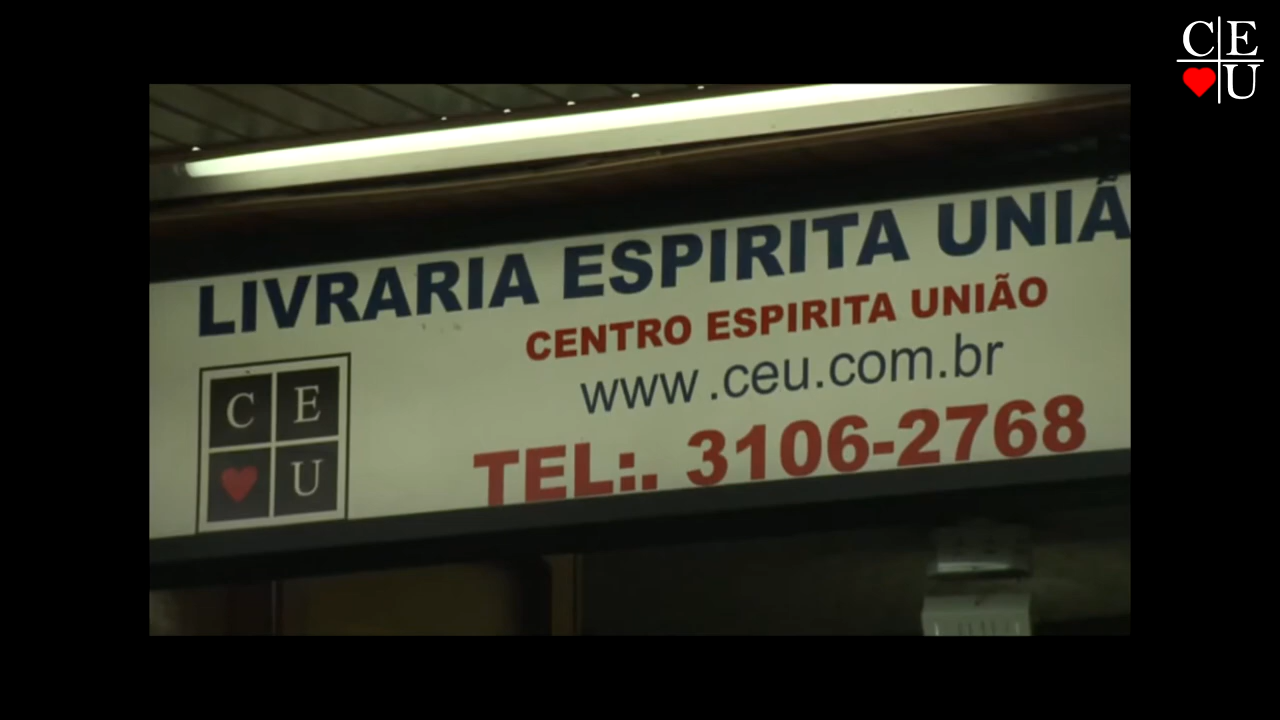 C E
U
LIVRARIA ESPIRITA UNIÃ
CENTRO ESPIRITA UNIÃO
www.ceu.com.br
TEL:. 3106-2768
C E
U